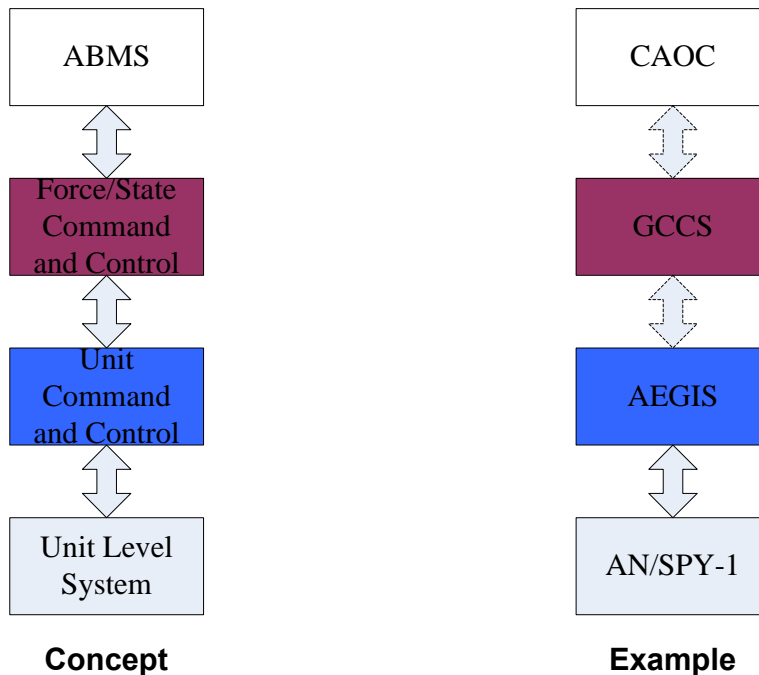 ABMS
Force/State
Command
and Control
Unit
Command
and Control
Unit Level
System
Concept
CAOC
GCCS
AEGIS
AN/SPY-1
Example